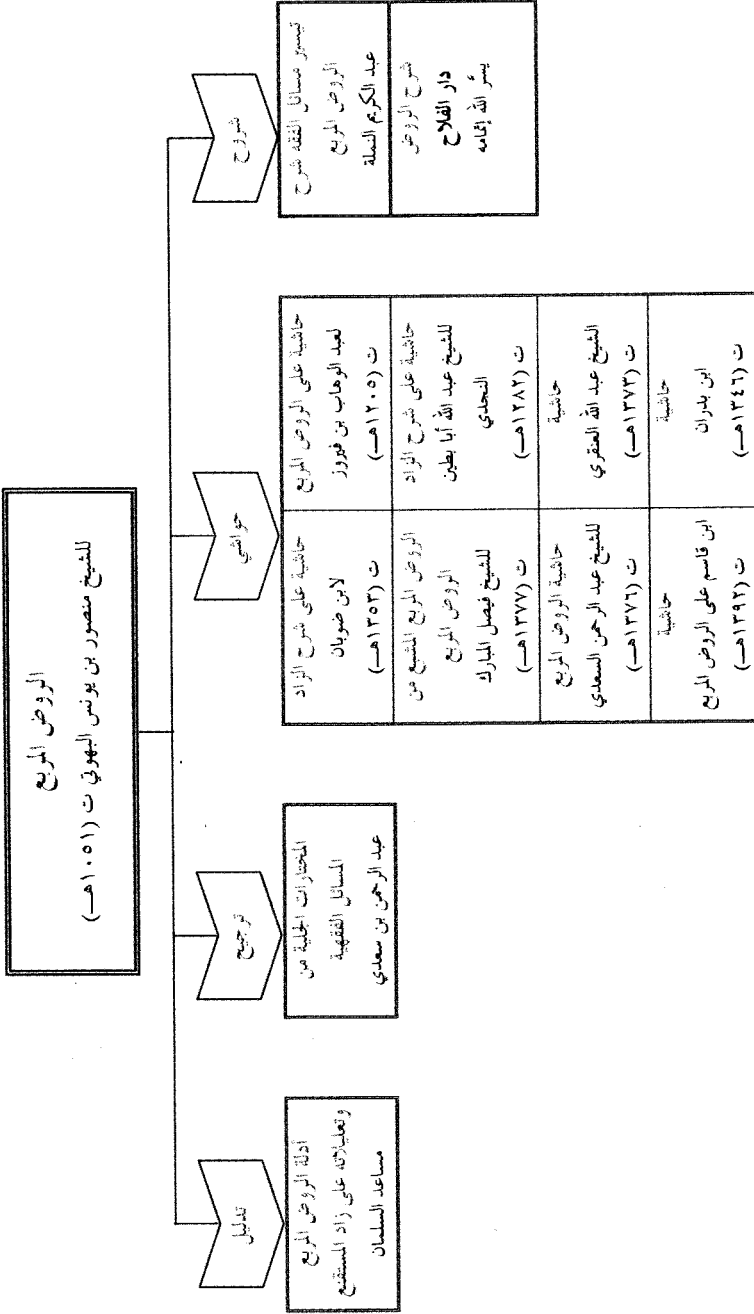 الروض المربع
للشيخ منصور بن يونس البهوتي ت (١٠٥١هـ)
شروح
تيسير مسائل الفقه شرح
الروض المربع
عبد الكريم النملة
شرح الروض
دار الفلاح
يسَّر الله إتمامه
حواشي
حاشية على الروض المربع
لعبد الوهاب بن فيروز
ت (١٢٠٥هـ)
حاشية على شرح الزاد
لابن ضويان
ت (١٣٥٣هـ)
حاشية على شرح الزاد
للشيخ عبد الله أبا بطين
النجدي
ت (١٢٨٢هـ)
الروض المربع المشبع من
الروض المربع
للشيخ فيصل المبارك
ت (١٣٧٧هـ)
حاشية
الشيخ عبد الله العنقري
ت (١٣٧٣هـ)
حاشية الروض المربع
للشيخ عبد الرحمن السعدي
ت (١٣٧٦هـ)
حاشية
ابن بدران
ت (١٣٤٦هـ)
حاشية
ابن قاسم على الروض المربع
ت (١٣٩٢هـ)
ترجيح
المختارات الجلية من
المسائل الفقهية
عبد الرحمن بن سعدي
تدليل
أدلة الروض المربع
وتعليلاته على زاد المستقنع
مساعد السلمان